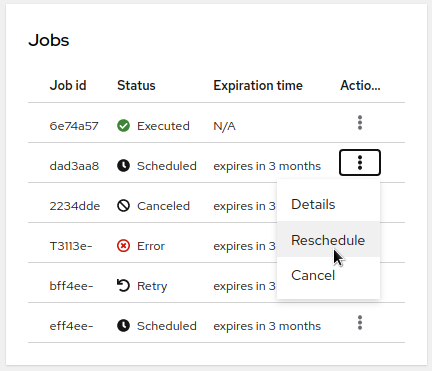 Jobs
Job id Status Expiration time Actio...
6e74a57 Executed N/A
dad3aa8 Scheduled expires in 3 months
2234dde Canceled expires in 3
Details
T3113e- Error expires in 3
Reschedule
bff4ee- Retry expires in 3
Cancel
eff4ee- Scheduled expires in 3 months